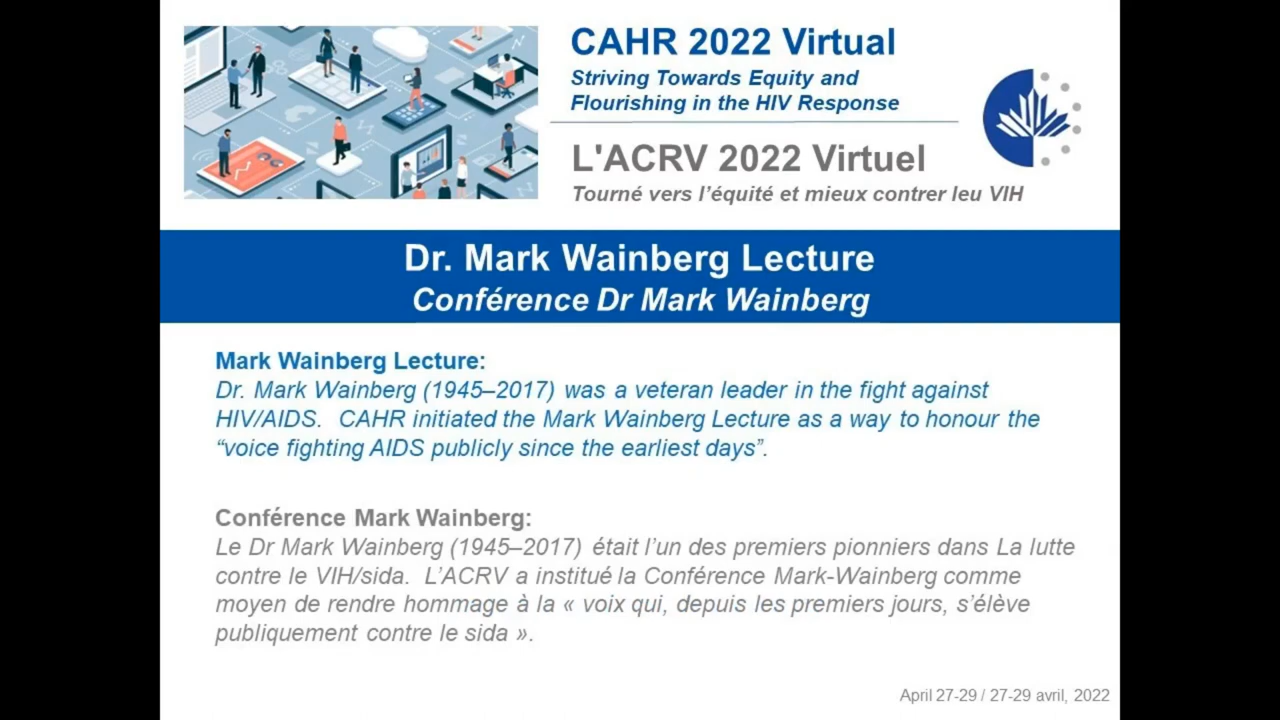 CAHR 2022 Virtual
Striving Towards Equity and
Flourishing in the HIV Response
L'ACRV 2022 Virtuel
Tourné vers l’équité et mieux contrer leu VIH
Dr. Mark Wainberg Lecture
Conférence Dr Mark Wainberg
Mark Wainberg Lecture:
Dr. Mark Wainberg (1945–2017) was a veteran leader in the fight against
HIV/AIDS. CAHR initiated the Mark Wainberg Lecture as a way to honour the
“voice fighting AIDS publicly since the earliest days”.
Conférence Mark Wainberg:
Le Dr Mark Wainberg (1945–2017) était l’un des premiers pionniers dans La lutte
contre le VIH/sida. L’ACRV a institué la Conférence Mark-Wainberg comme
moyen de rendre hommage à la « voix qui, depuis les premiers jours, s’élève
publiquement contre le sida ».
April 27-29 / 27-29 avril, 2022